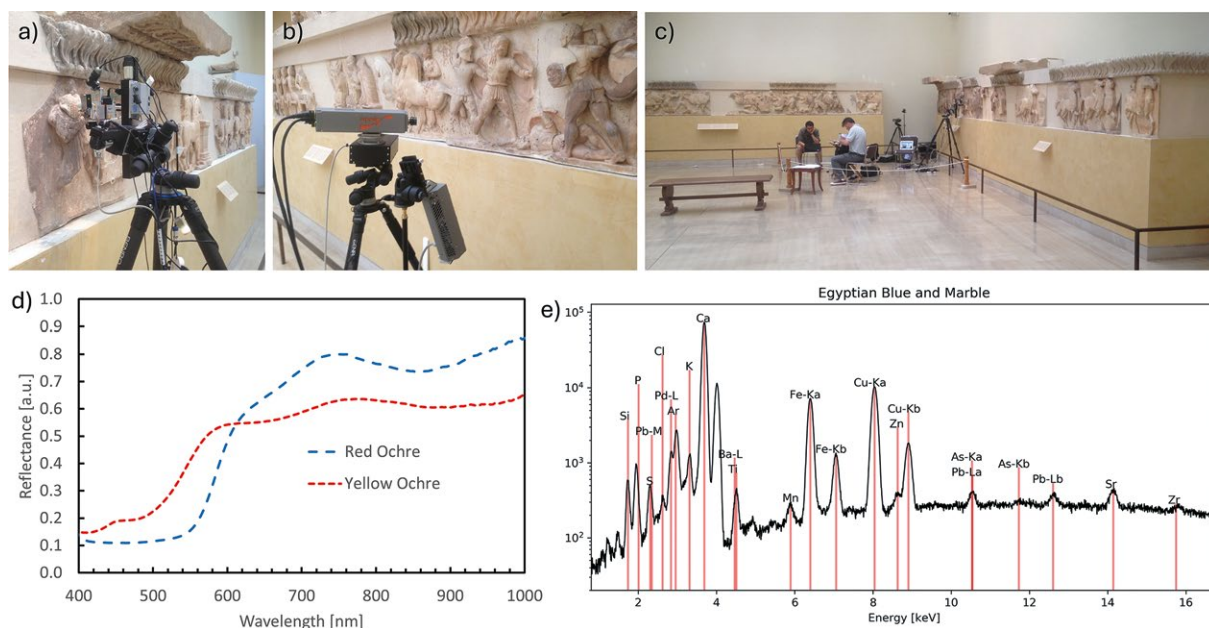 a)
b)
c)
d)
1.0
0.9
0.8
0.7
0.6
0.5
0.4
0.3
0.2
0.1
0.0
Reflectance [a.u.]
Red Ochre
Yellow Ochre
400 500 600 700 800 900 1000
Wavelength [nm]
e)
Egyptian Blue and Marble
10⁵
10⁴
10³
10²
Si
P
Pb-M
S
Cl
Pd-L
Ar
K
Ca
Ba-L
Ti
Mn
Fe-Ka
Fe-Kb
Cu-Ka
Cu-Kb
Zn
As-Ka
Pb-La
As-Kb
Pb-Lb
Sr
Zr
2 4 6 8 10 12 14 16
Energy [keV]